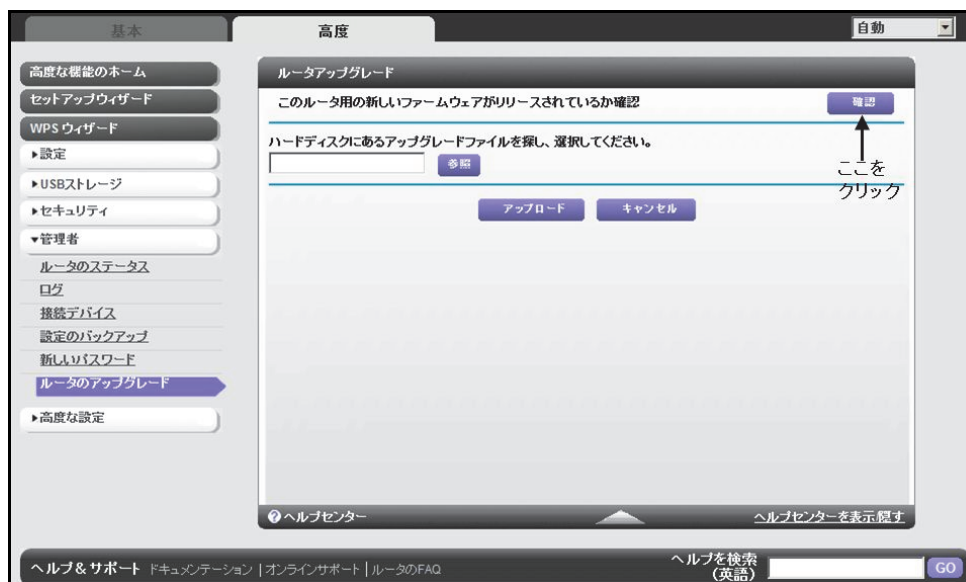 基本
高度
自動
高度な機能のホーム
セットアップウィザード
WPS ウィザード
▶設定
▶USBストレージ
▶セキュリティ
▼管理者
ルータのステータス
ログ
接続デバイス
設定のバックアップ
新しいパスワード
ルータのアップグレード
▶高度な設定
ルータアップグレード
このルータ用の新しいファームウェアがリリースされているか確認
確認
ハードディスクにあるアップグレードファイルを探し、選択してください。
参照
ここを
クリック
アップロード
キャンセル
ヘルプセンター
ヘルプセンターを表示/隠す
ヘルプ & サポート ドキュメンテーション | オンラインサポート | ルータのFAQ
ヘルプを検索
(英語)
GO